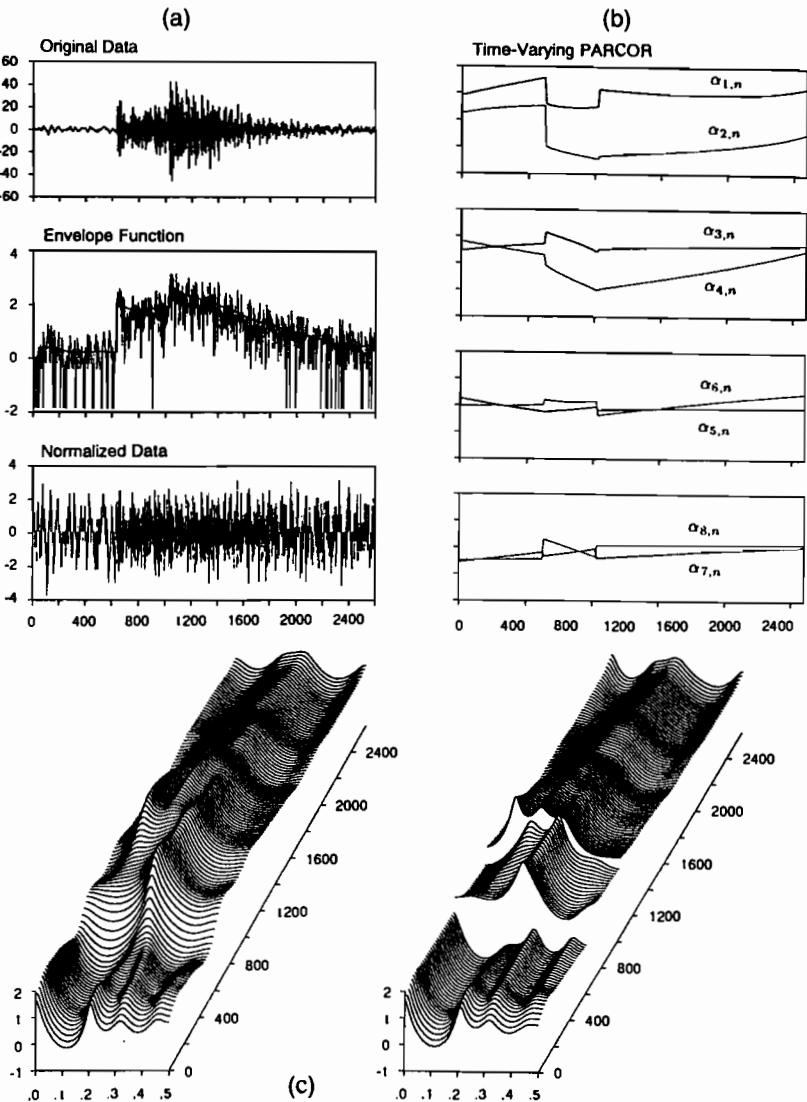 (a)
Original Data
60
40
20
0
-20
-40
60
Envelope Function
4
2
0
-2
Normalized Data
4
2
0
-2
-4
0 400 800 1200 1600 2000 2400
(b)
Time-Varying PARCOR
α1,n
α2,n
α3,n
α4,n
α6,n
α5,n
α8,n
α7,n
0 400 800 1200 1600 2000 2400
2400
2000
1600
1200
800
400
0
2
1
0
-1
.0 .1 .2 .3 .4 .5
2400
2000
1600
1200
800
400
0
2
1
0
-1
.0 .1 .2 .3 .4 .5
(c)